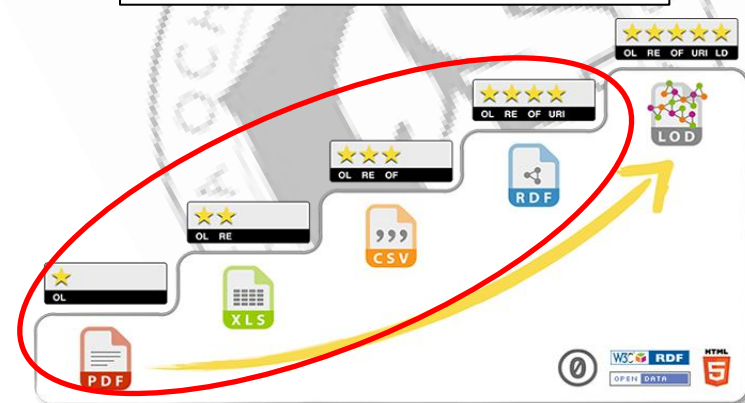 OL RE OF URI LD
LOD
OL RE OF URI
RDF
OL RE OF
CSV
OL RE
XLS
OL
PDF
0
W3C RDF
OPEN DATA
HTML
5